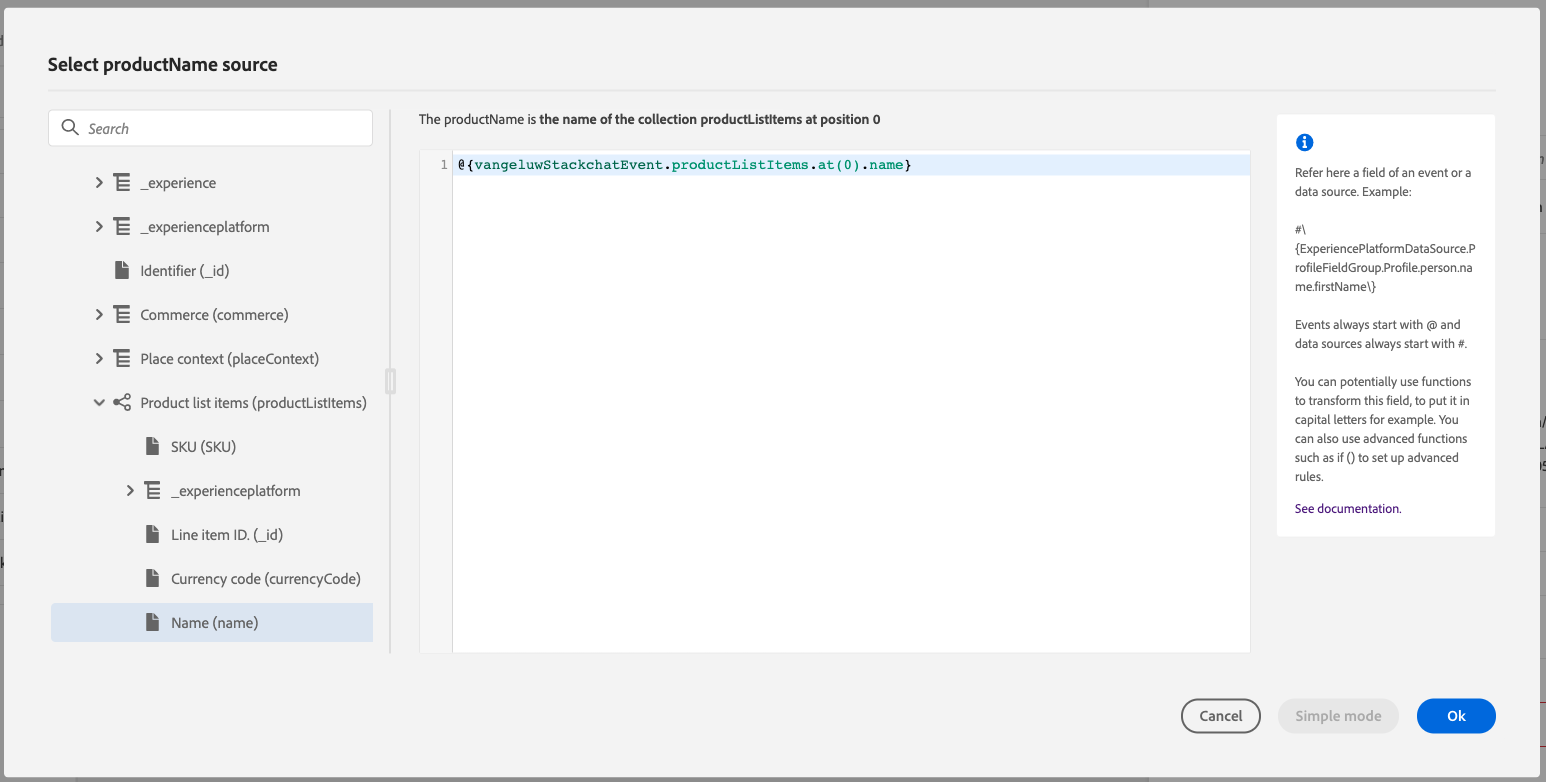 Select productName source
Search
_experience
_experienceplatform
Identifier (_id)
Commerce (commerce)
Place context (placeContext)
Product list items (productListItems)
SKU (SKU)
_experienceplatform
Line item ID. (_id)
Currency code (currencyCode)
Name (name)
The productName is the name of the collection productListItems at position 0
1 @{vangeluwStackchatEvent.productListItems.at(0).name}
Refer here a field of an event or a
data source. Example:
#\
{ExperiencePlatformDataSource.P
rofileFieldGroup.Profile.person.na
me.firstName\}
Events always start with @ and
data sources always start with #.
You can potentially use functions
to transform this field, to put it in
capital letters for example. You
can also use advanced functions
such as if () to set up advanced
rules.
See documentation.
Cancel
Simple mode
Ok